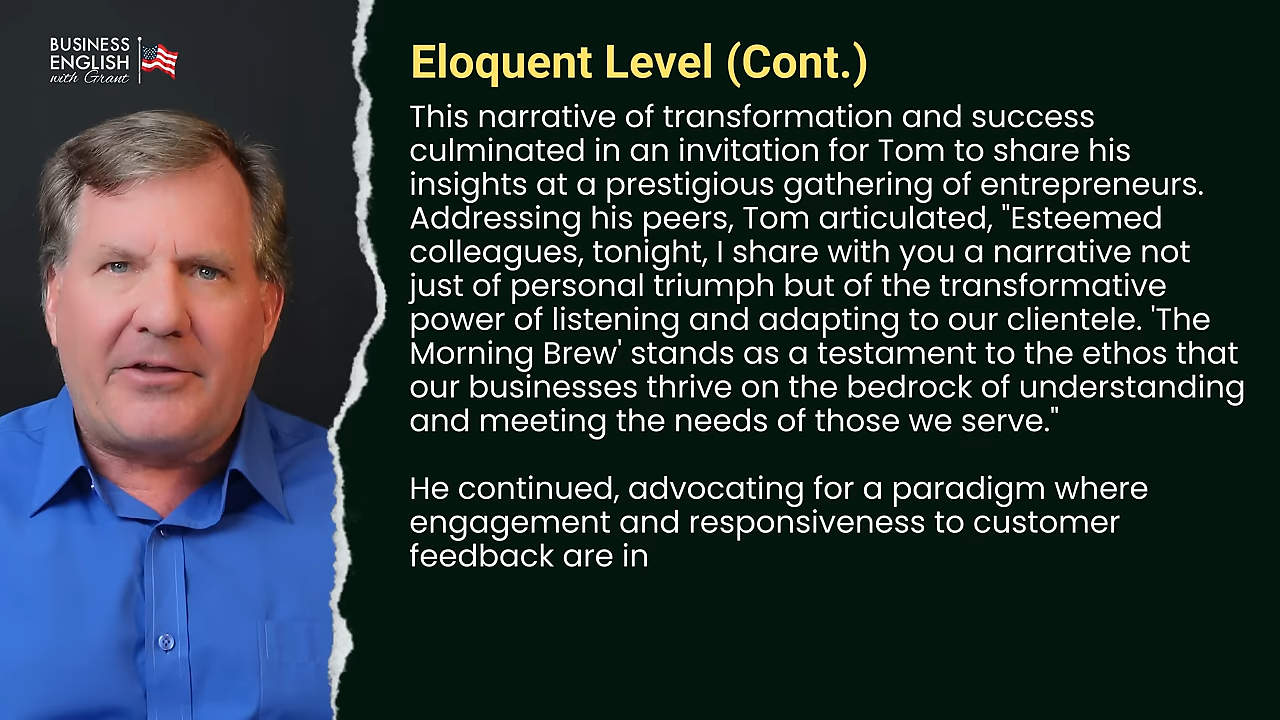 BUSINESS
ENGLISH
with Grant
Eloquent Level (Cont.)
This narrative of transformation and success
culminated in an invitation for Tom to share his
insights at a prestigious gathering of entrepreneurs.
Addressing his peers, Tom articulated, "Esteemed
colleagues, tonight, I share with you a narrative not
just of personal triumph but of the transformative
power of listening and adapting to our clientele. 'The
Morning Brew' stands as a testament to the ethos that
our businesses thrive on the bedrock of understanding
and meeting the needs of those we serve."
He continued, advocating for a paradigm where
engagement and responsiveness to customer
feedback are in